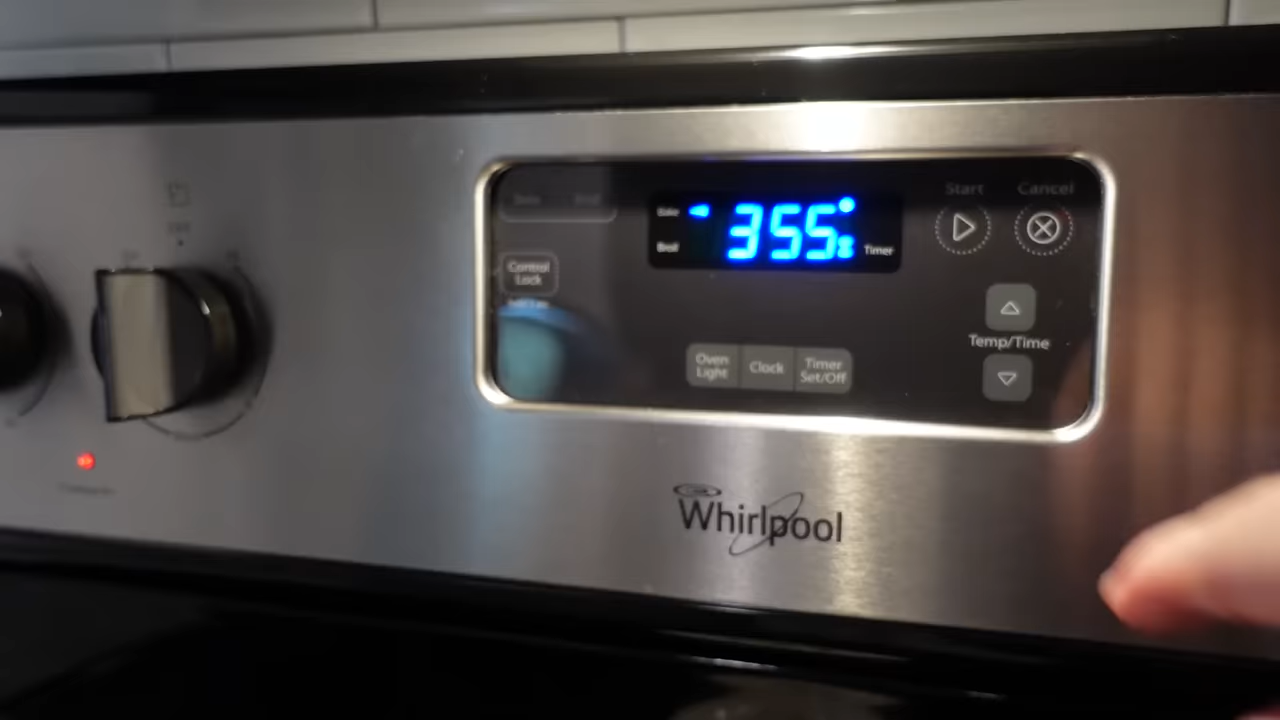 Start Cancel
Bake
355°
Broil
Timer
Control
Lock
Temp/Time
Oven
Light
Clock
Timer
Set/Off
Whirlpool